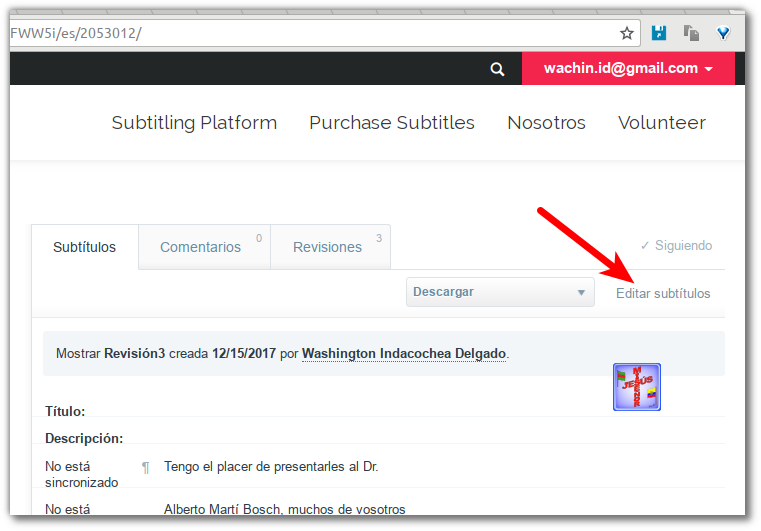 FWW5i/es/2053012/
wachin.id@gmail.com
Subtitling Platform Purchase Subtitles Nosotros Volunteer
Subtítulos Comentarios 0 Revisiones 3 ✓ Siguiendo
Descargar Editar subtítulos
Mostrar Revisión3 creada 12/15/2017 por Washington Indacochea Delgado.
JESÚS
Título:
Descripción:
No está ¶ Tengo el placer de presentarles al Dr.
sincronizado
No está Alberto Martí Bosch, muchos de vosotros